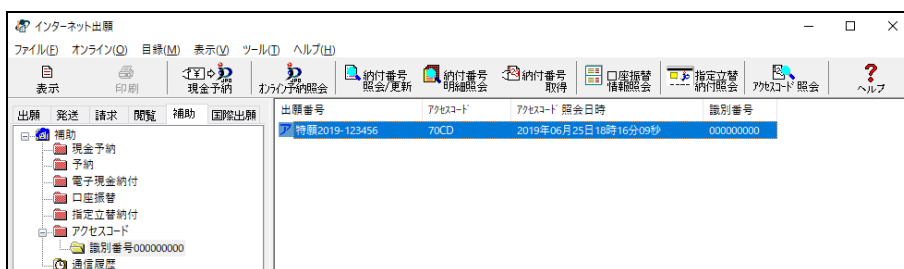 インターネット出願
ファイル(F) オンライン(O) 目録(M) 表示(V) ツール(T) ヘルプ(H)
表示 印刷 現金予納 オンライン予納照会 納付番号照会/更新 納付番号明細照会 納付番号取得 口座振替情報照会 指定立替納付照会 アクセスコード照会 ヘルプ
出願 発送 請求 閲覧 補助 国際出願
出願番号 アクセスコード アクセスコード 照会日時 識別番号
特願2019-123456 70CD 2019年06月25日18時16分09秒 000000000
補助
現金予納
予納
電子現金納付
口座振替
指定立替納付
アクセスコード
識別番号000000000
通信履歴